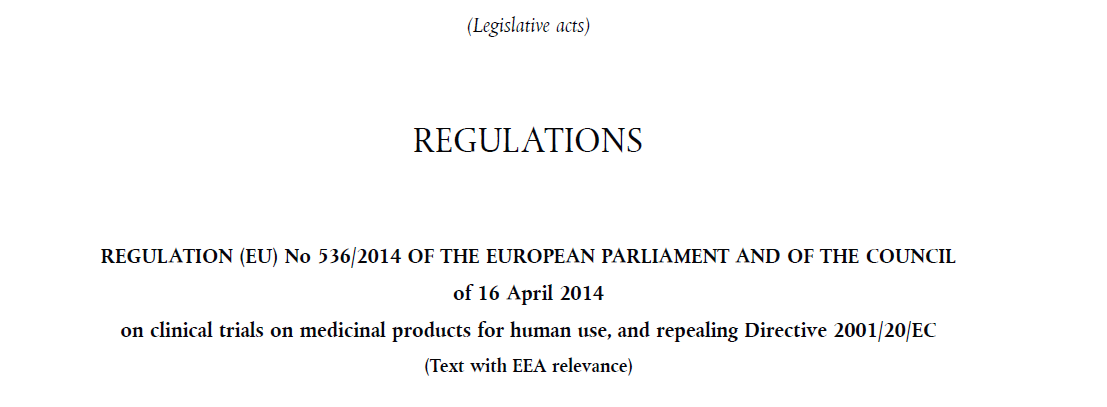 (Legislative acts)
REGULATIONS
REGULATION (EU) No 536/2014 OF THE EUROPEAN PARLIAMENT AND OF THE COUNCIL
of 16 April 2014
on clinical trials on medicinal products for human use, and repealing Directive 2001/20/EC
(Text with EEA relevance)